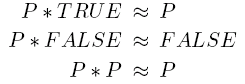 P * TRUE ≈ P
P * FALSE ≈ FALSE
P * P ≈ P